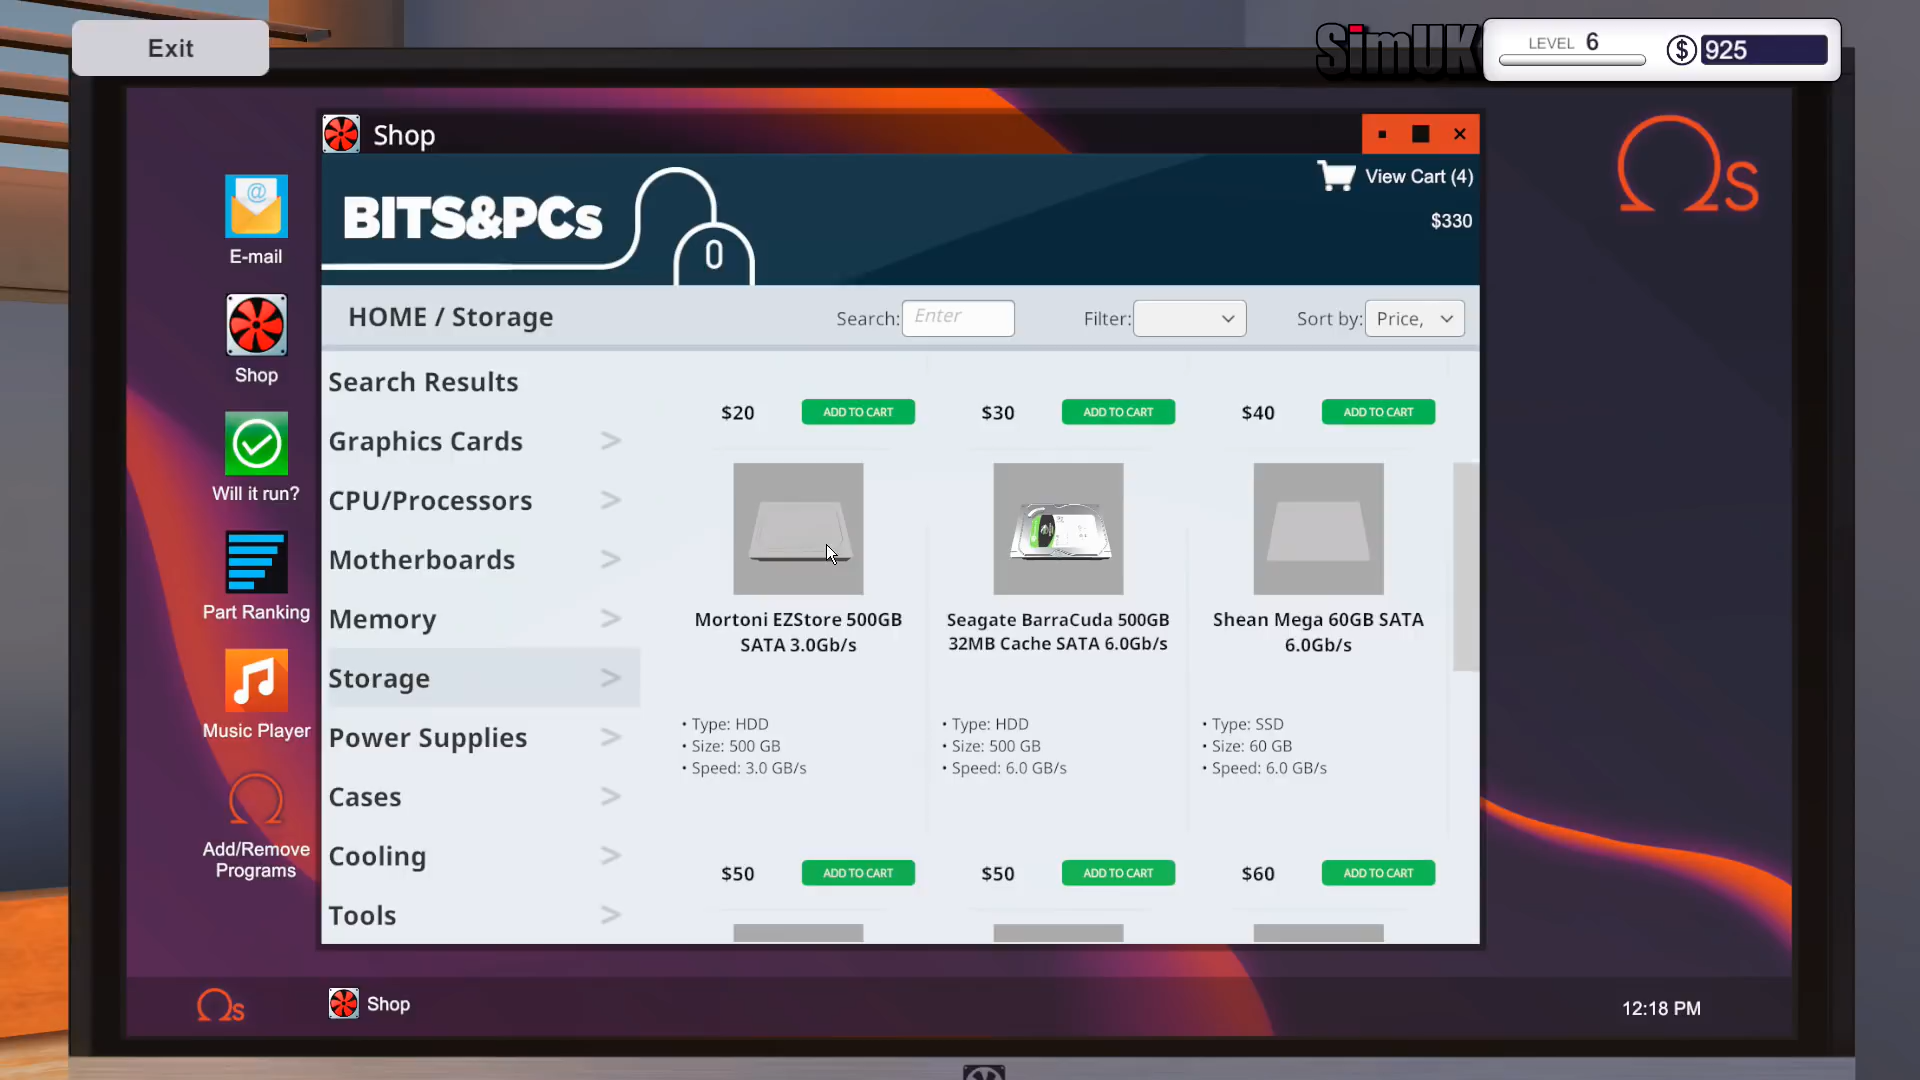 Exit
SimUK
LEVEL 6
$ 925
Shop
View Cart (4)
BITS&PCs
$330
Ωs
E-mail
HOME / Storage
Search: Enter
Filter:
Sort by: Price,
Shop
Search Results
Graphics Cards >
CPU/Processors >
Motherboards >
Memory >
Storage >
Power Supplies >
Cases >
Cooling >
Tools >
$20 ADD TO CART
$30 ADD TO CART
$40 ADD TO CART
Mortoni EZStore 500GB
SATA 3.0Gb/s
• Type: HDD
• Size: 500 GB
• Speed: 3.0 GB/s
$50 ADD TO CART
Seagate BarraCuda 500GB
32MB Cache SATA 6.0Gb/s
• Type: HDD
• Size: 500 GB
• Speed: 6.0 GB/s
$50 ADD TO CART
Shean Mega 60GB SATA
6.0Gb/s
• Type: SSD
• Size: 60 GB
• Speed: 6.0 GB/s
$60 ADD TO CART
Will it run?
Part Ranking
Music Player
Add/Remove
Programs
Ωs
Shop
12:18 PM